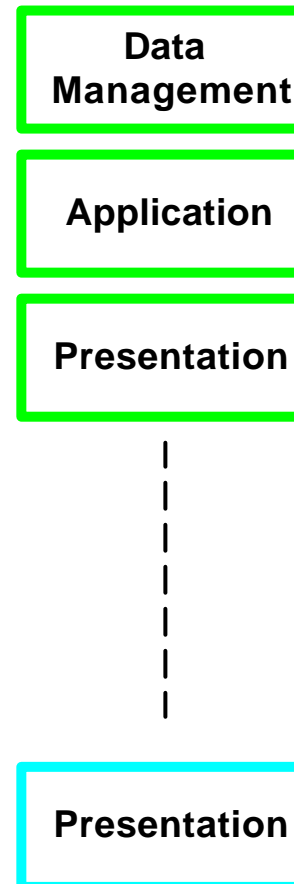 Data
Management
Application
Presentation
Presentation